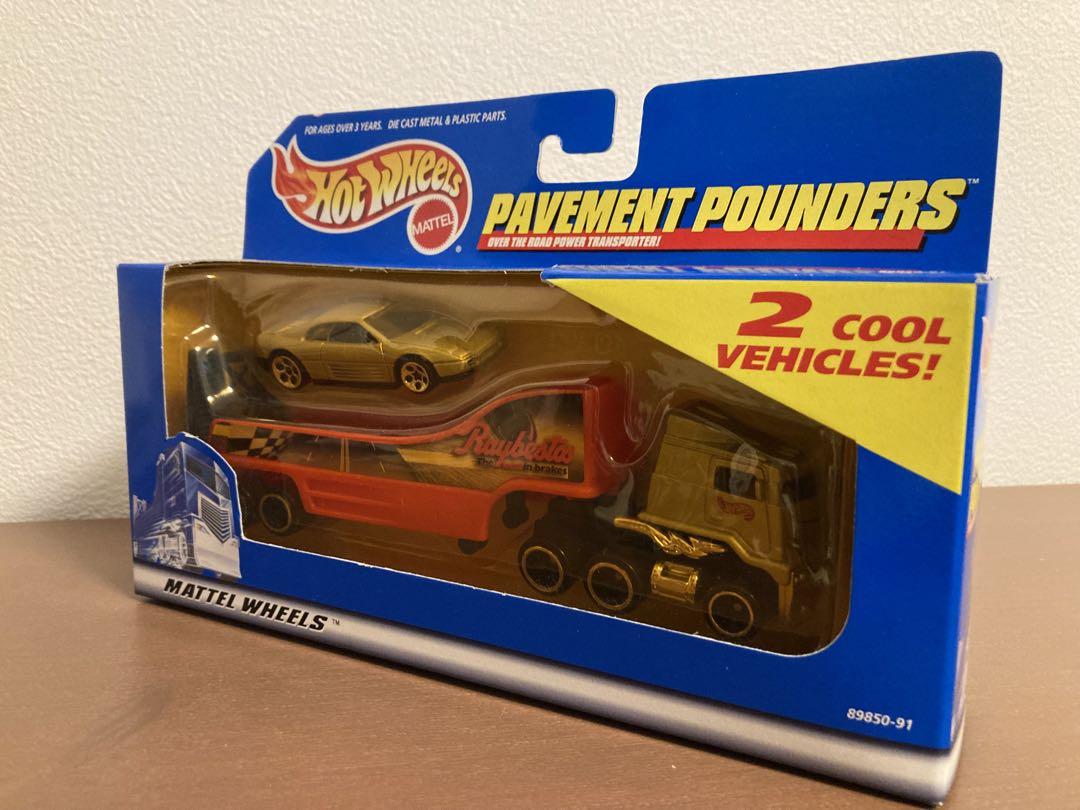 FOR AGES OVER 3 YEARS. DIE CAST METAL & PLASTIC PARTS.
HOT WHEELS
MATTEL
®
PAVEMENT POUNDERS™
OVER THE ROAD POWER TRANSPORTER!
2 COOL
VEHICLES!
Raybestos
The in brakes
MATTEL WHEELS™
89850-91